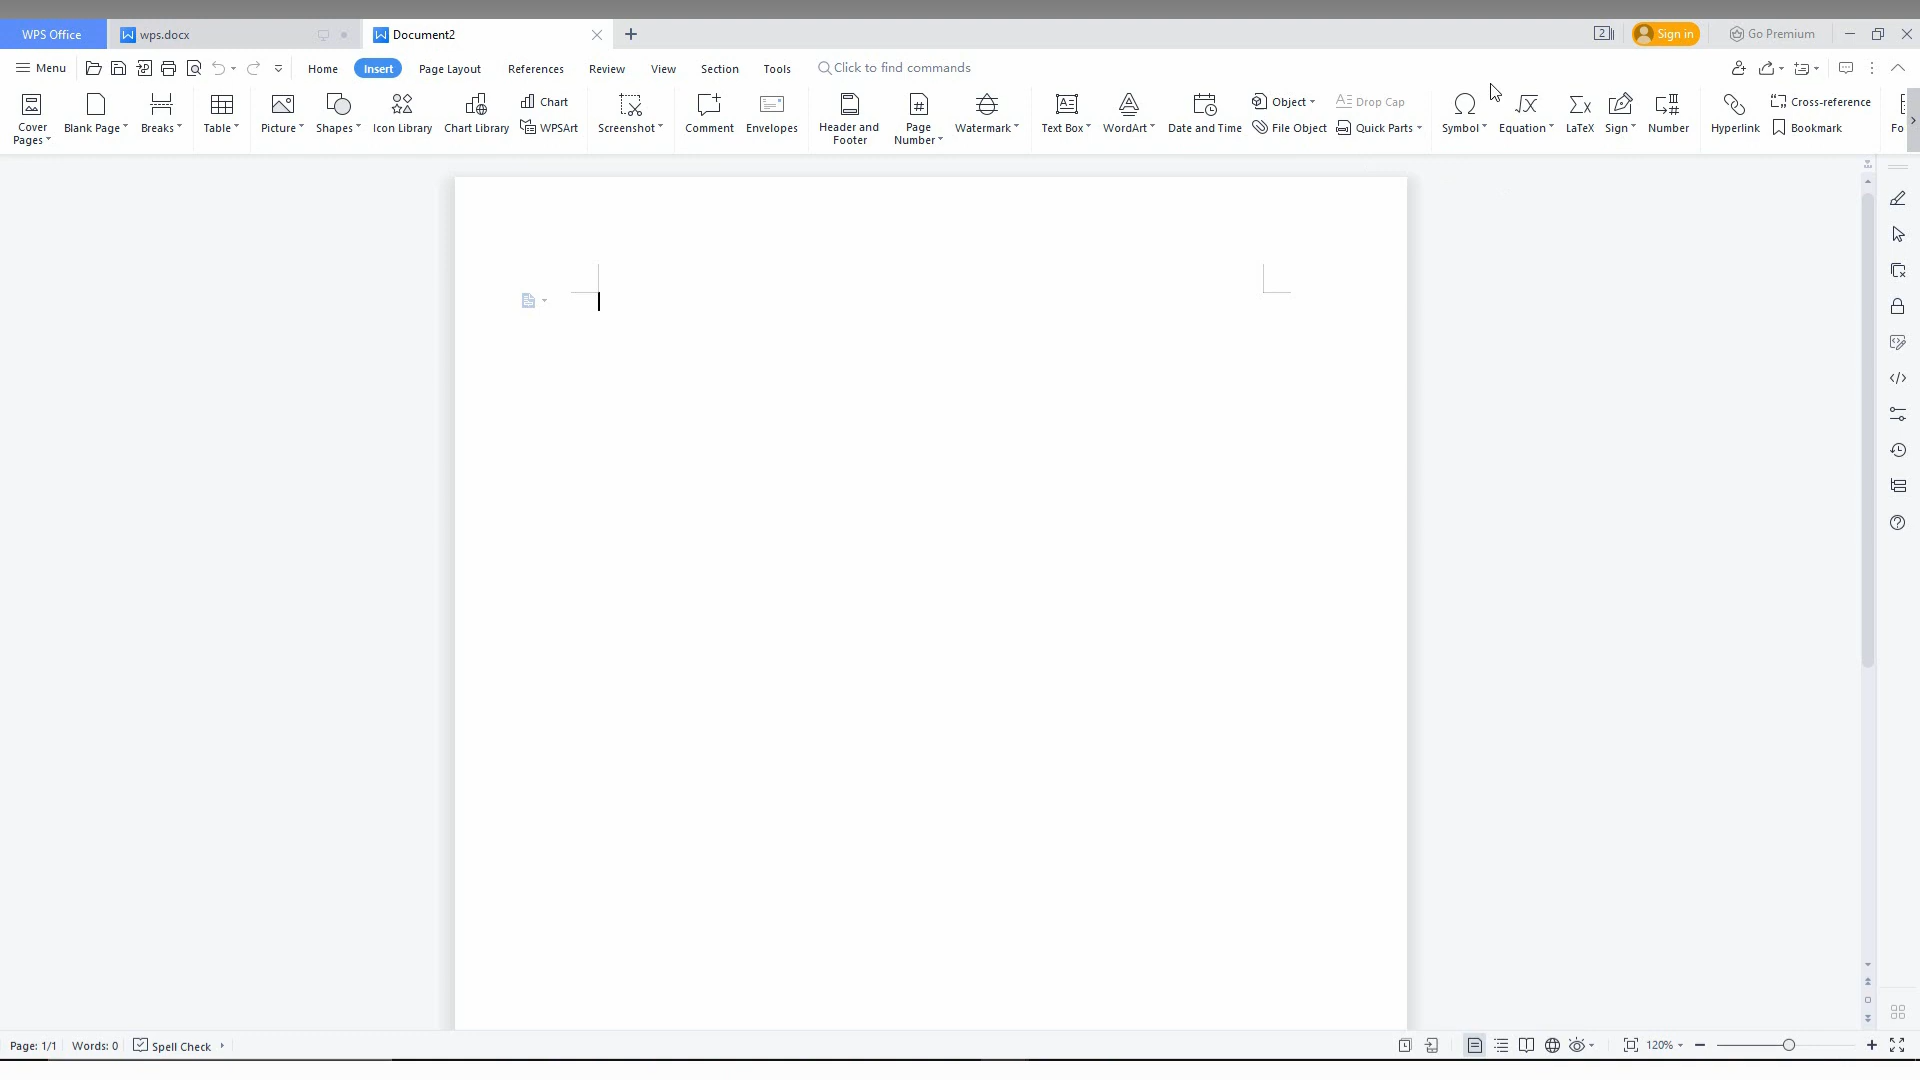 WPS Office wps.docx Document2 2 Sign in Go Premium
Menu Home Insert Page Layout References Review View Section Tools Click to find commands
Cover Pages Blank Page Breaks Table Picture Shapes Icon Library Chart Library Chart WPSArt Screenshot Comment Envelopes Header and Footer Page Number Watermark Text Box WordArt Date and Time Object File Object Drop Cap Quick Parts Symbol Equation LaTeX Sign Number Hyperlink Cross-reference Bookmark Fo
Page: 1/1 Words: 0 Spell Check 120%